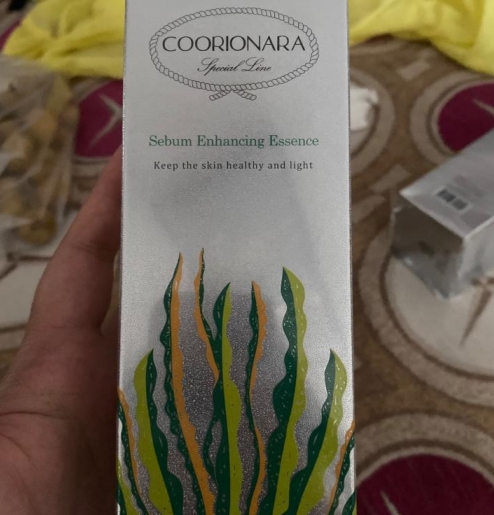 COORIONARA
Special Line
Sebum Enhancing Essence
Keep the skin healthy and light